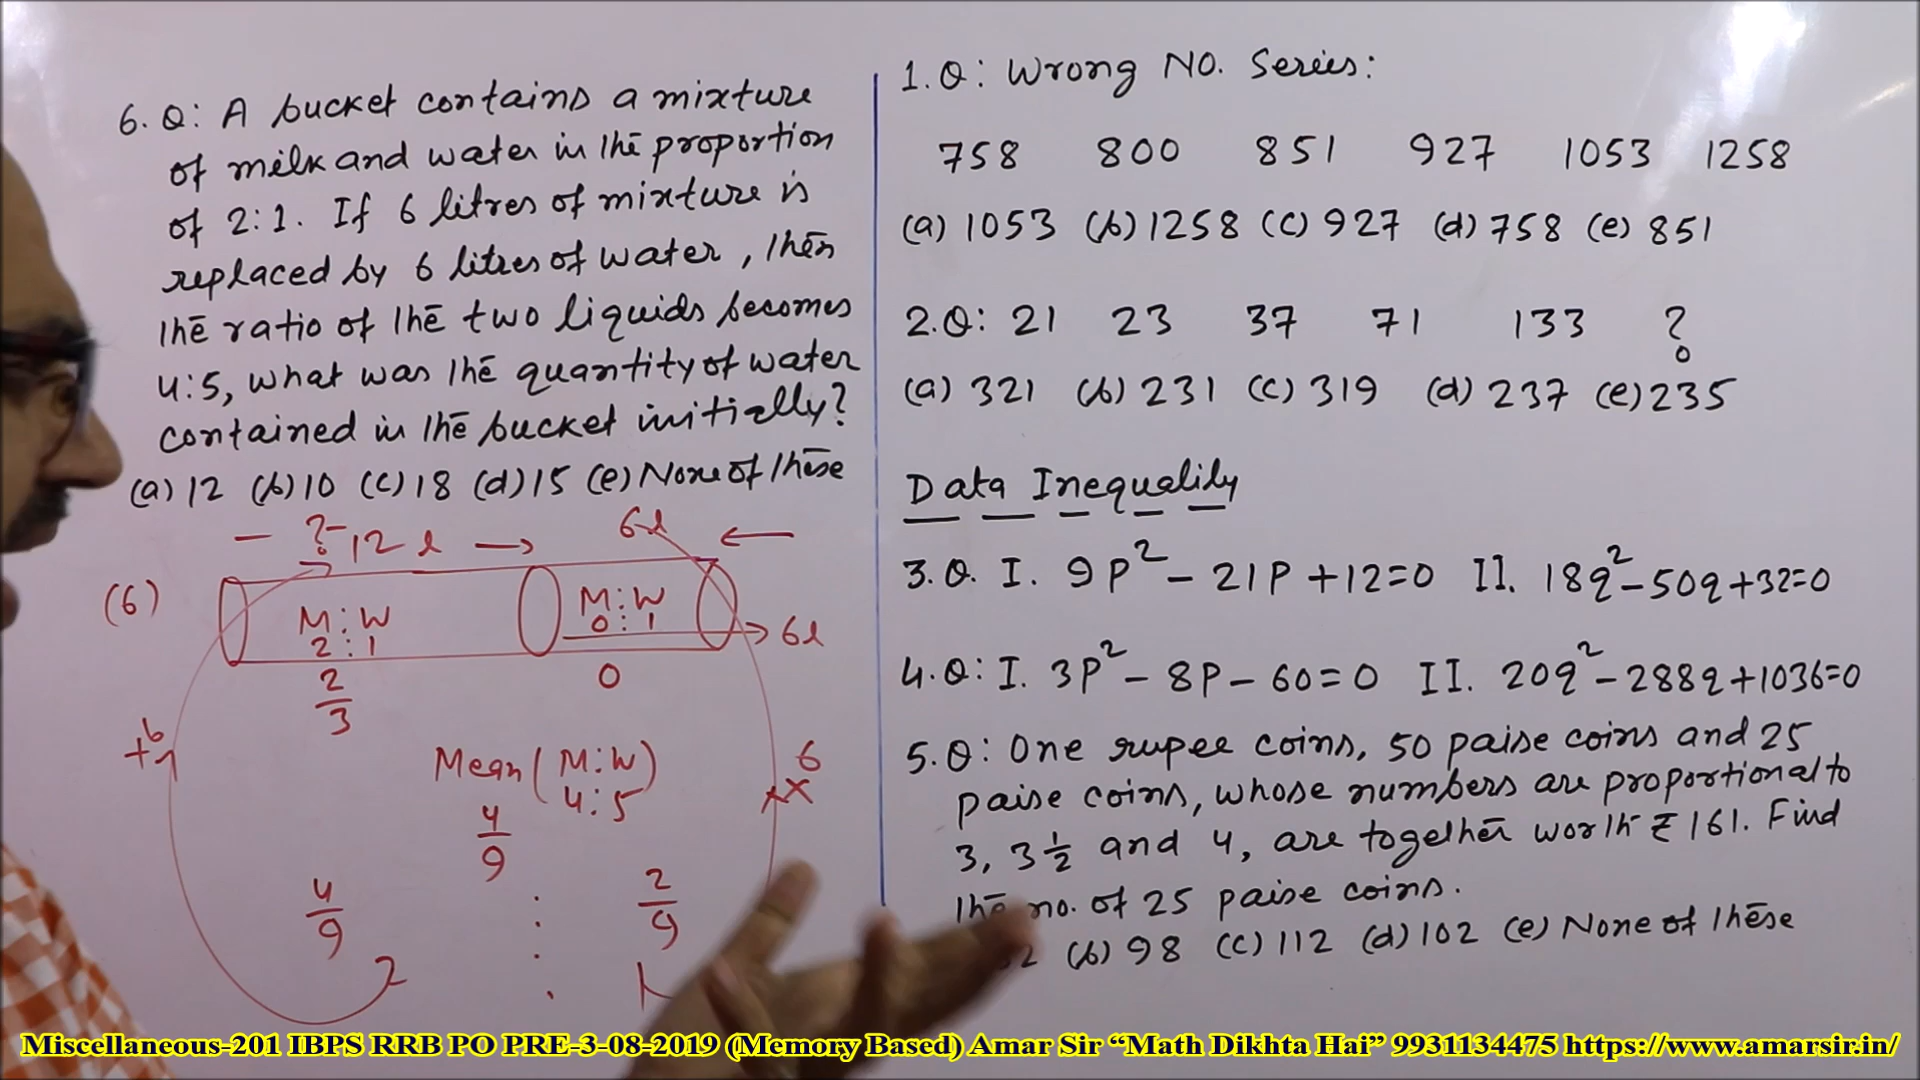 6. Q: A bucket contains a mixture
of milk and water in the proportion
of 2:1. If 6 litres of mixture is
replaced by 6 litres of water, then
the ratio of the two liquids becomes
4:5, what was the quantity of water
contained in the bucket initially?
(a) 12 (b) 10 (c) 18 (d) 15 (e) None of these
? 12 l → 6l ←
(6)
M:W
2:1
M:W
0:1
→ 6l
2/3
0
+6
Mean (M:W
4:5)
6
4/9
4/9
2/9
2 : 1
1.Q: Wrong NO. Series:
758 800 851 927 1053 1258
(a) 1053 (b) 1258 (c) 927 (d) 758 (e) 851
2.Q: 21 23 37 71 133 ?
(a) 321 (b) 231 (c) 319 (d) 237 (e) 235
Data Inequality
3.Q. I. 9p² - 21p + 12=0 II. 18q² - 50q + 32=0
4.Q: I. 3p² - 8p - 60 = 0 II. 20q² - 288q + 1036=0
5.Q: One rupee coins, 50 paise coins and 25
paise coins, whose numbers are proportional to
3, 3 1/2 and 4, are together worth ₹ 161. Find
the no. of 25 paise coins.
(b) 98 (c) 112 (d) 102 (e) None of these
Miscellaneous-201 IBPS RRB PO PRE-3-08-2019 (Memory Based) Amar Sir “Math Dikhta Hai” 9931134475 https://www.amarsir.in/